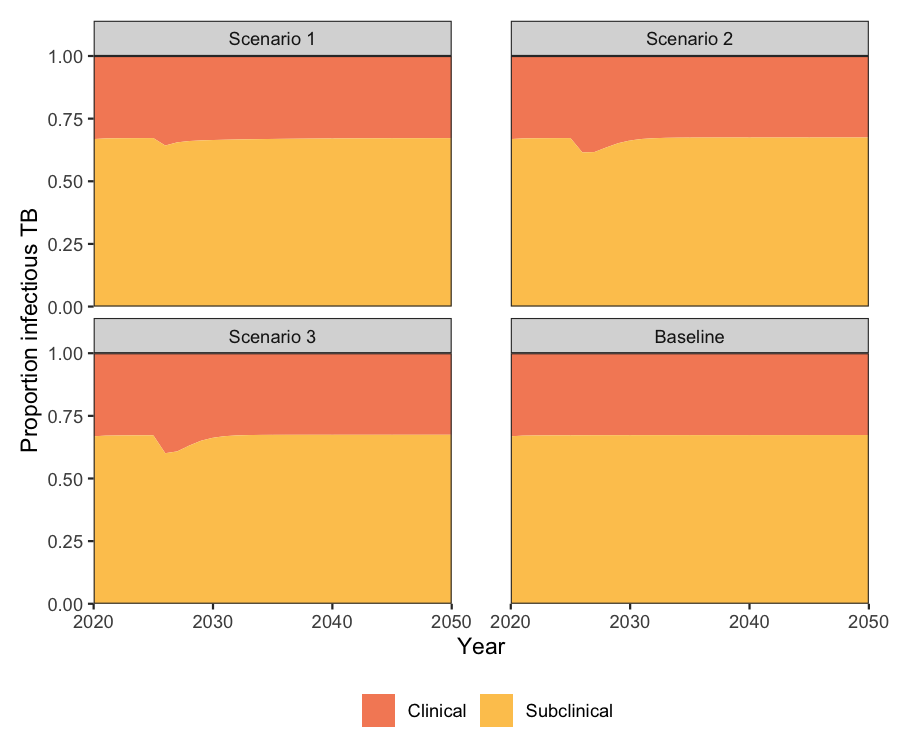 Scenario 1
Scenario 2
1.00
0.75
0.50
0.25
0.00
Scenario 3
Baseline
1.00
0.75
0.50
0.25
0.00
Proportion infectious TB
2020 2030 2040 2050 2020 2030 2040 2050
Year
Clinical Subclinical